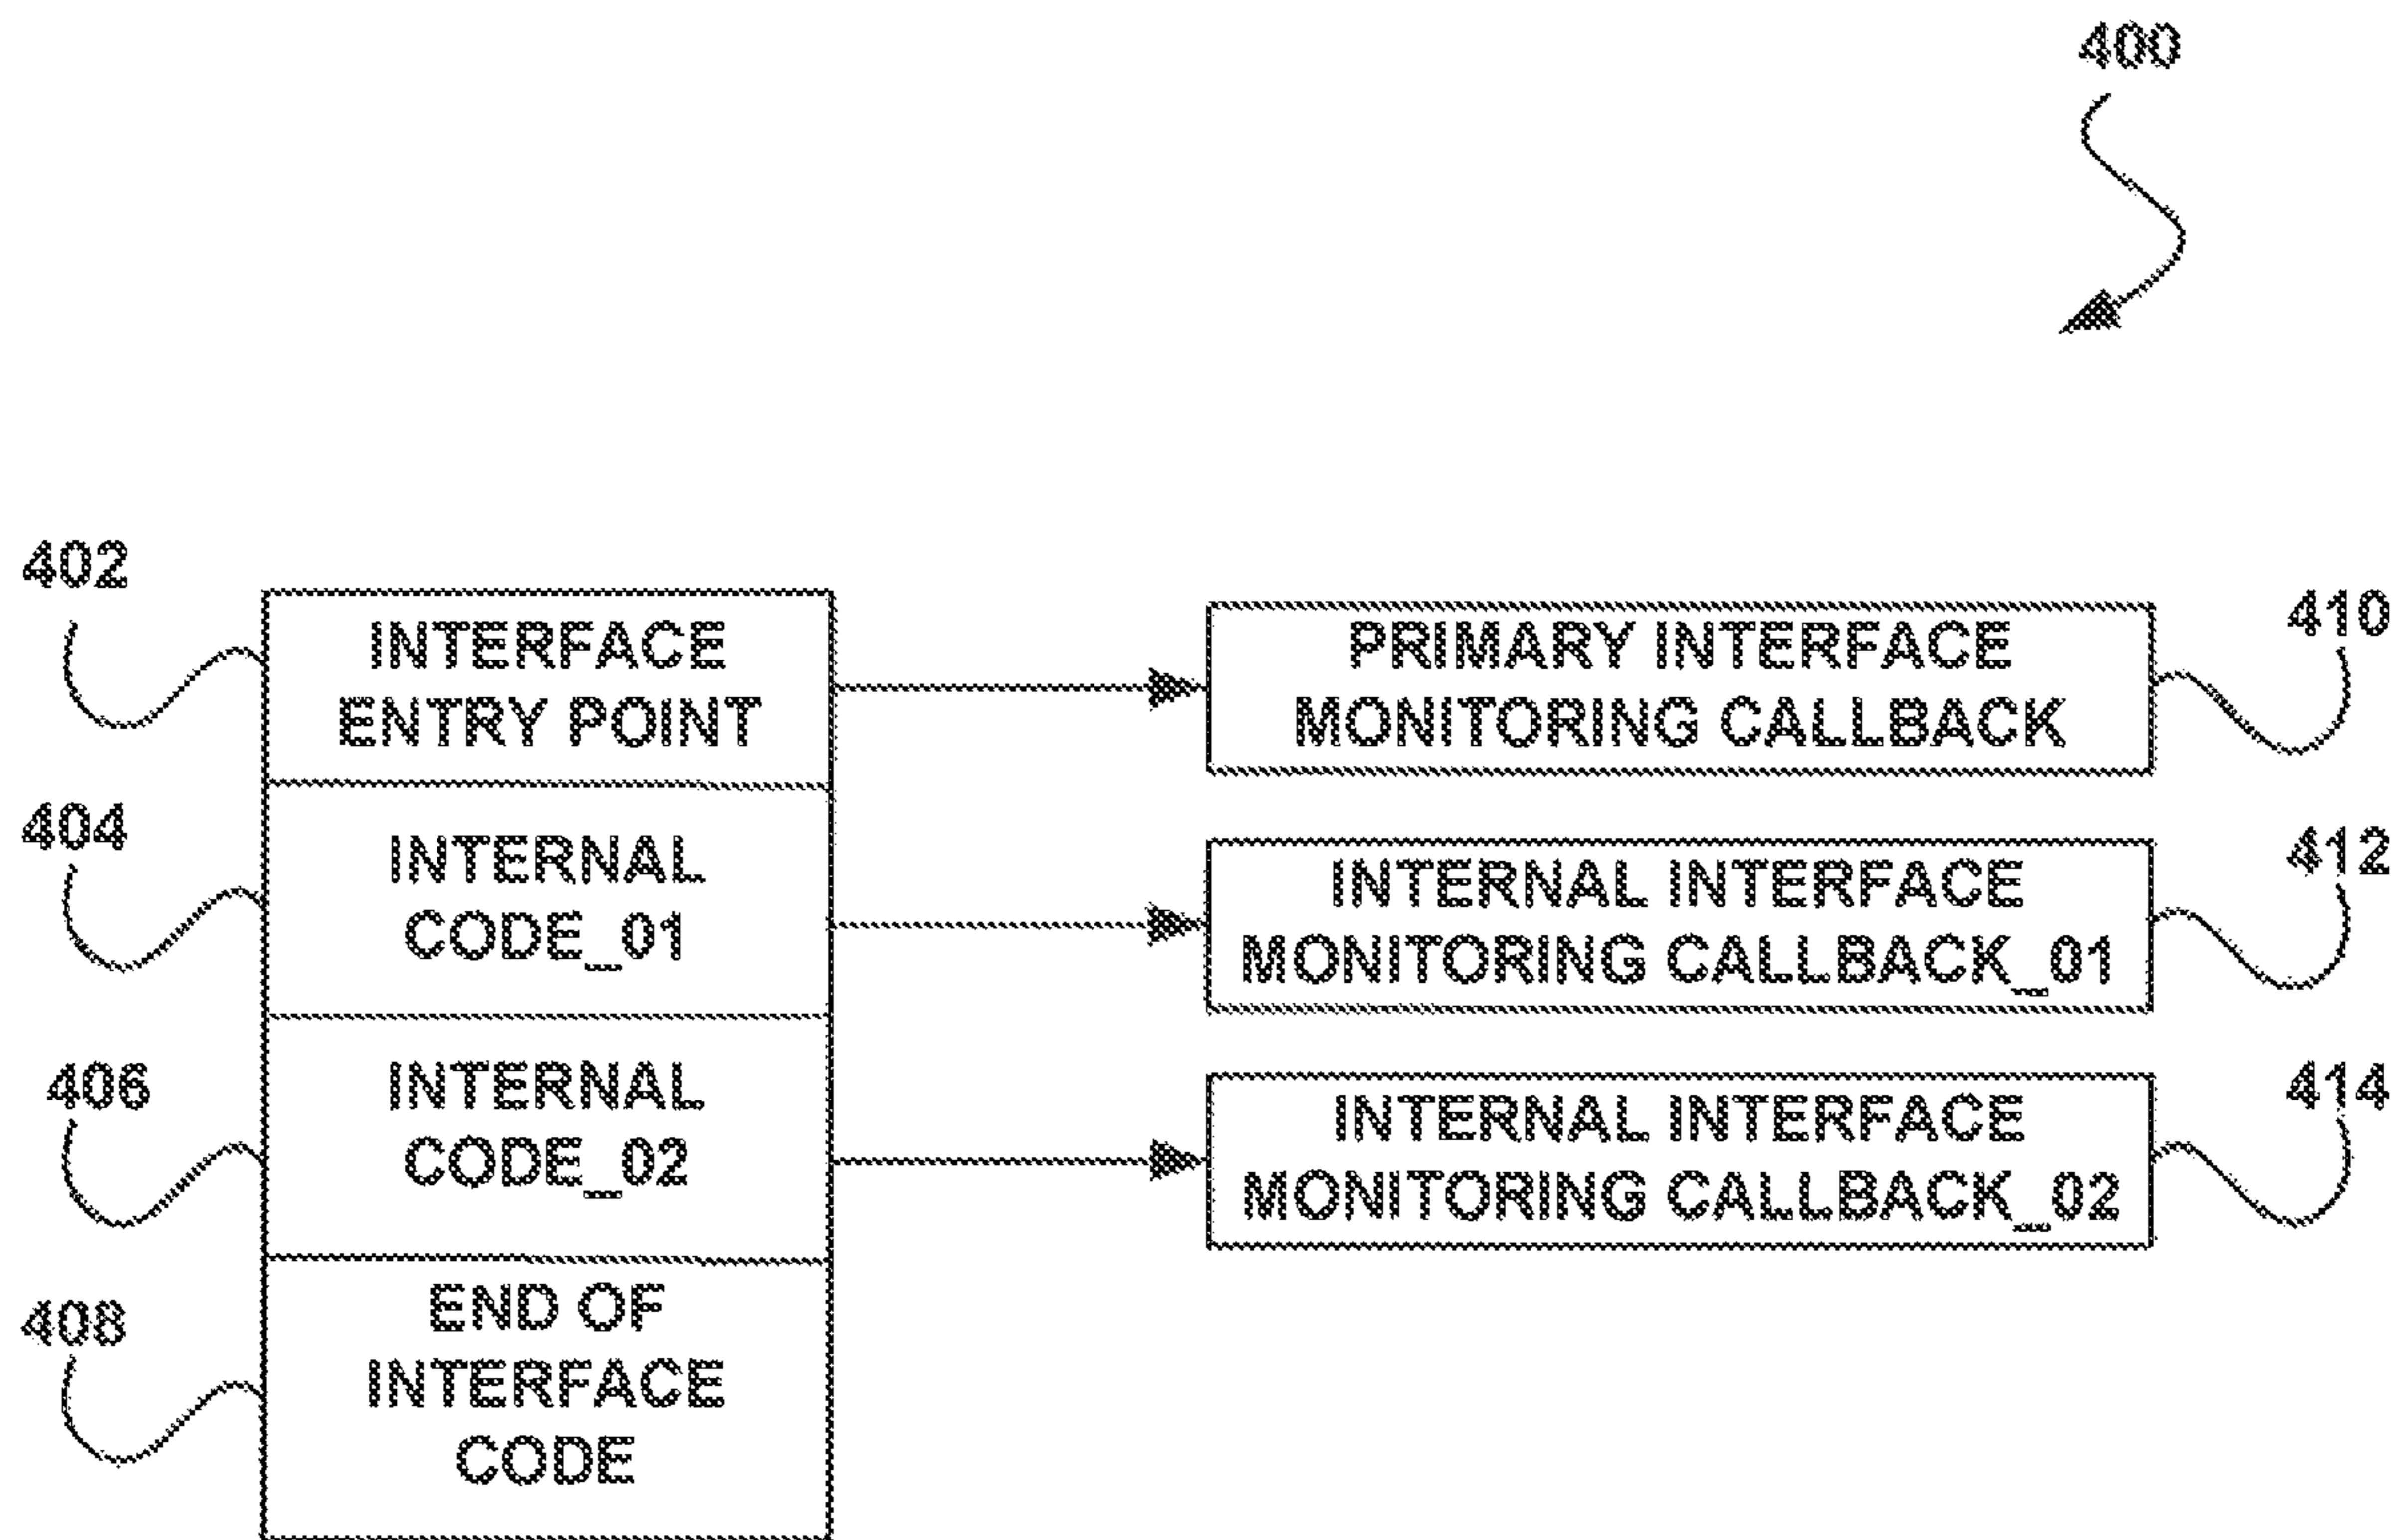 400
402
INTERFACE
ENTRY POINT
PRIMARY INTERFACE
MONITORING CALLBACK
410
404
INTERNAL
CODE_01
INTERNAL INTERFACE
MONITORING CALLBACK_01
412
406
INTERNAL
CODE_02
INTERNAL INTERFACE
MONITORING CALLBACK_02
414
408
END OF
INTERFACE
CODE